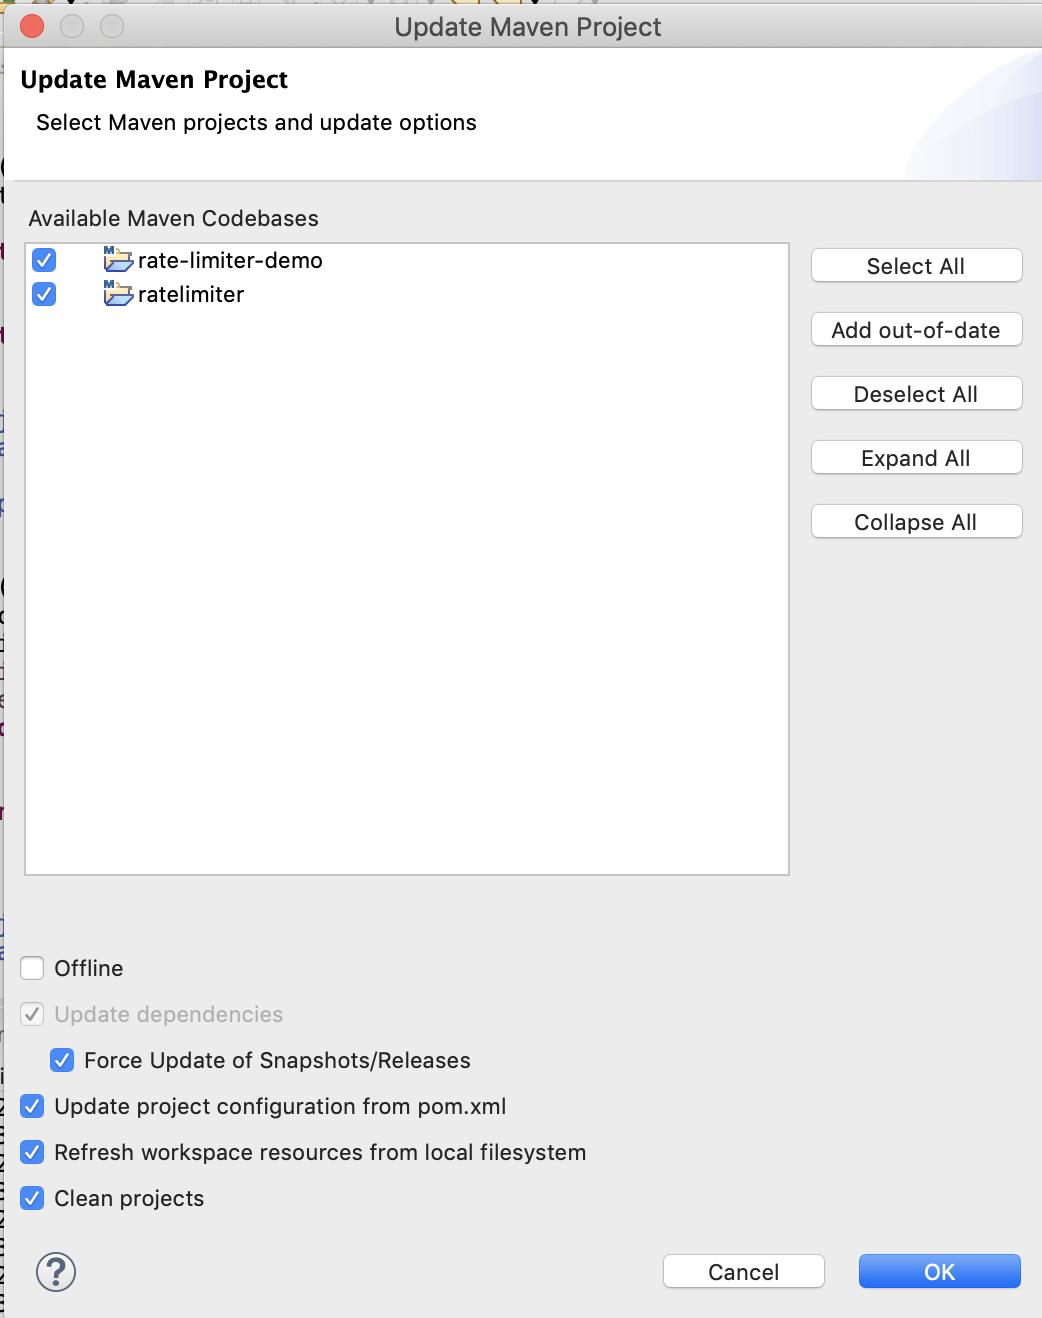 Update Maven Project
Update Maven Project
Select Maven projects and update options
Available Maven Codebases
rate-limiter-demo
ratelimiter
Select All
Add out-of-date
Deselect All
Expand All
Collapse All
Offline
Update dependencies
Force Update of Snapshots/Releases
Update project configuration from pom.xml
Refresh workspace resources from local filesystem
Clean projects
?
Cancel
OK